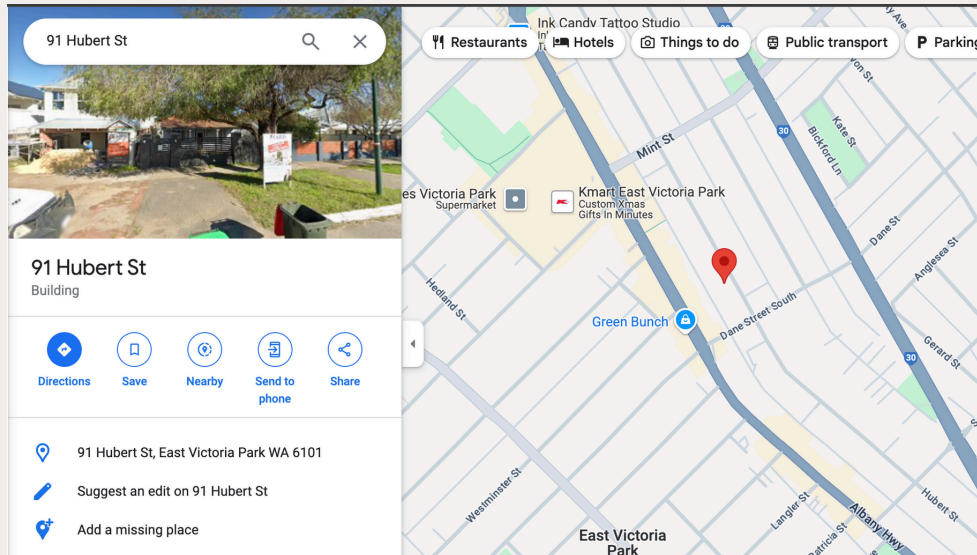 91 Hubert St
91 Hubert St
Building
Directions
Save
Nearby
Send to
phone
Share
91 Hubert St, East Victoria Park WA 6101
Suggest an edit on 91 Hubert St
Add a missing place
Ink Candy Tattoo Studio
Restaurants
Hotels
Things to do
Public transport
Parking
Mint St
30
Kate St
Bickford Ln
es Victoria Park
Supermarket
Kmart East Victoria Park
Custom Xmas
Gifts In Minutes
Dane St
Anglesea St
Hedland St
Green Bunch
Dane Street South
Gerard St
30
Westminster St
Langler St
Hubert St
Albany Hwy
East Victoria
Park